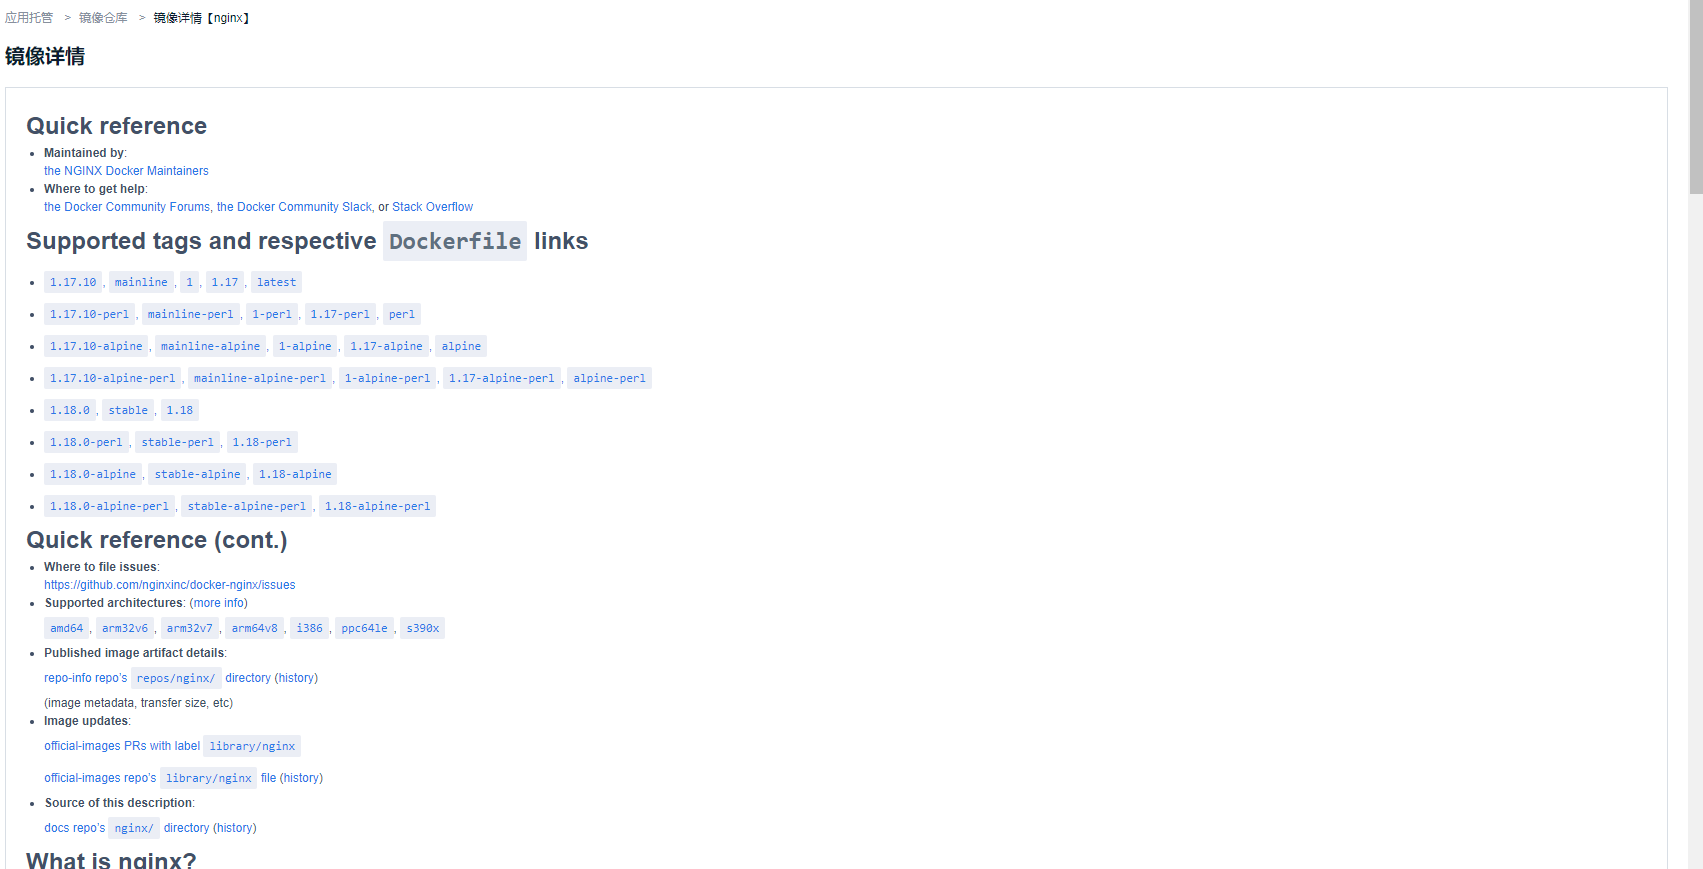 应用托管 > 镜像仓库 > 镜像详情【nginx】
镜像详情
Quick reference
• Maintained by:
the NGINX Docker Maintainers
• Where to get help:
the Docker Community Forums, the Docker Community Slack, or Stack Overflow
Supported tags and respective Dockerfile links
• 1.17.10, mainline, 1, 1.17, latest
• 1.17.10-perl, mainline-perl, 1-perl, 1.17-perl, perl
• 1.17.10-alpine, mainline-alpine, 1-alpine, 1.17-alpine, alpine
• 1.17.10-alpine-perl, mainline-alpine-perl, 1-alpine-perl, 1.17-alpine-perl, alpine-perl
• 1.18.0, stable, 1.18
• 1.18.0-perl, stable-perl, 1.18-perl
• 1.18.0-alpine, stable-alpine, 1.18-alpine
• 1.18.0-alpine-perl, stable-alpine-perl, 1.18-alpine-perl
Quick reference (cont.)
• Where to file issues:
https://github.com/nginxinc/docker-nginx/issues
• Supported architectures: (more info)
amd64, arm32v6, arm32v7, arm64v8, i386, ppc64le, s390x
• Published image artifact details:
repo-info repo's repos/nginx/ directory (history)
(image metadata, transfer size, etc)
• Image updates:
official-images PRs with label library/nginx
official-images repo's library/nginx file (history)
• Source of this description:
docs repo's nginx/ directory (history)
What is nginx?